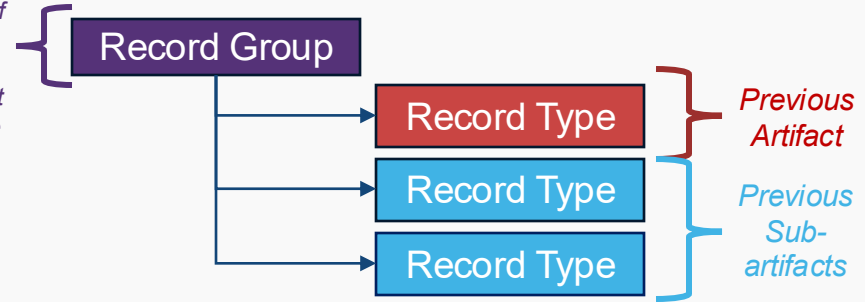 Record Group
Record Type
Previous
Artifact
Record Type
Record Type
Previous
Sub-
artifacts